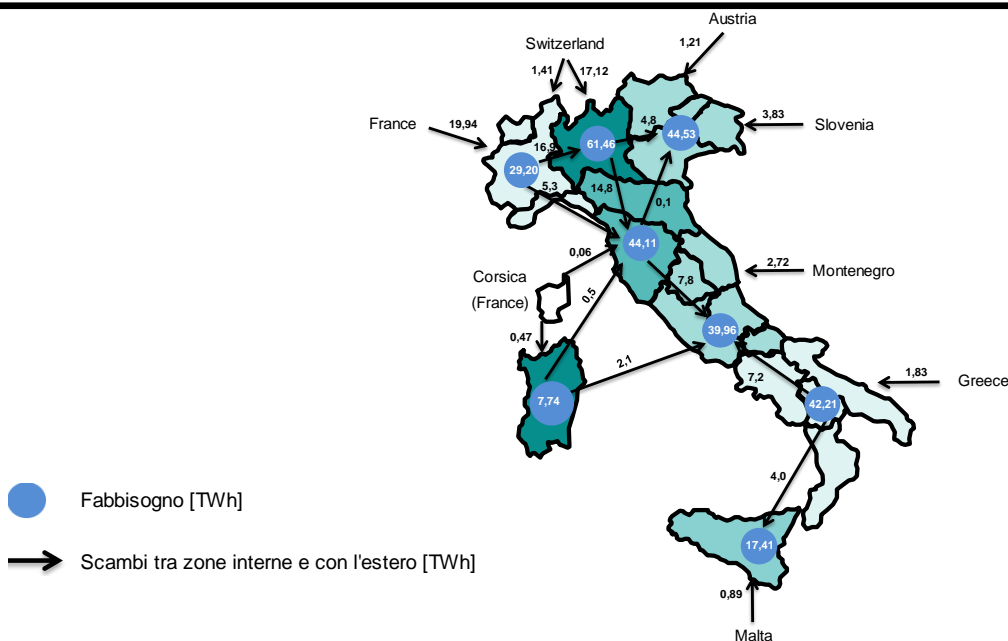 Austria
1,21
Switzerland
1,41
17,12
France
19,94
3,83
Slovenia
4,8
44,53
16,9
61,46
29,20
5,3
14,8
0,1
44,11
0,06
Corsica
(France)
0,5
7,8
2,72
Montenegro
39,96
0,47
2,1
7,2
1,83
Greece
7,74
42,21
4,0
Fabbisogno [TWh]
17,41
Scambi tra zone interne e con l'estero [TWh]
0,89
Malta